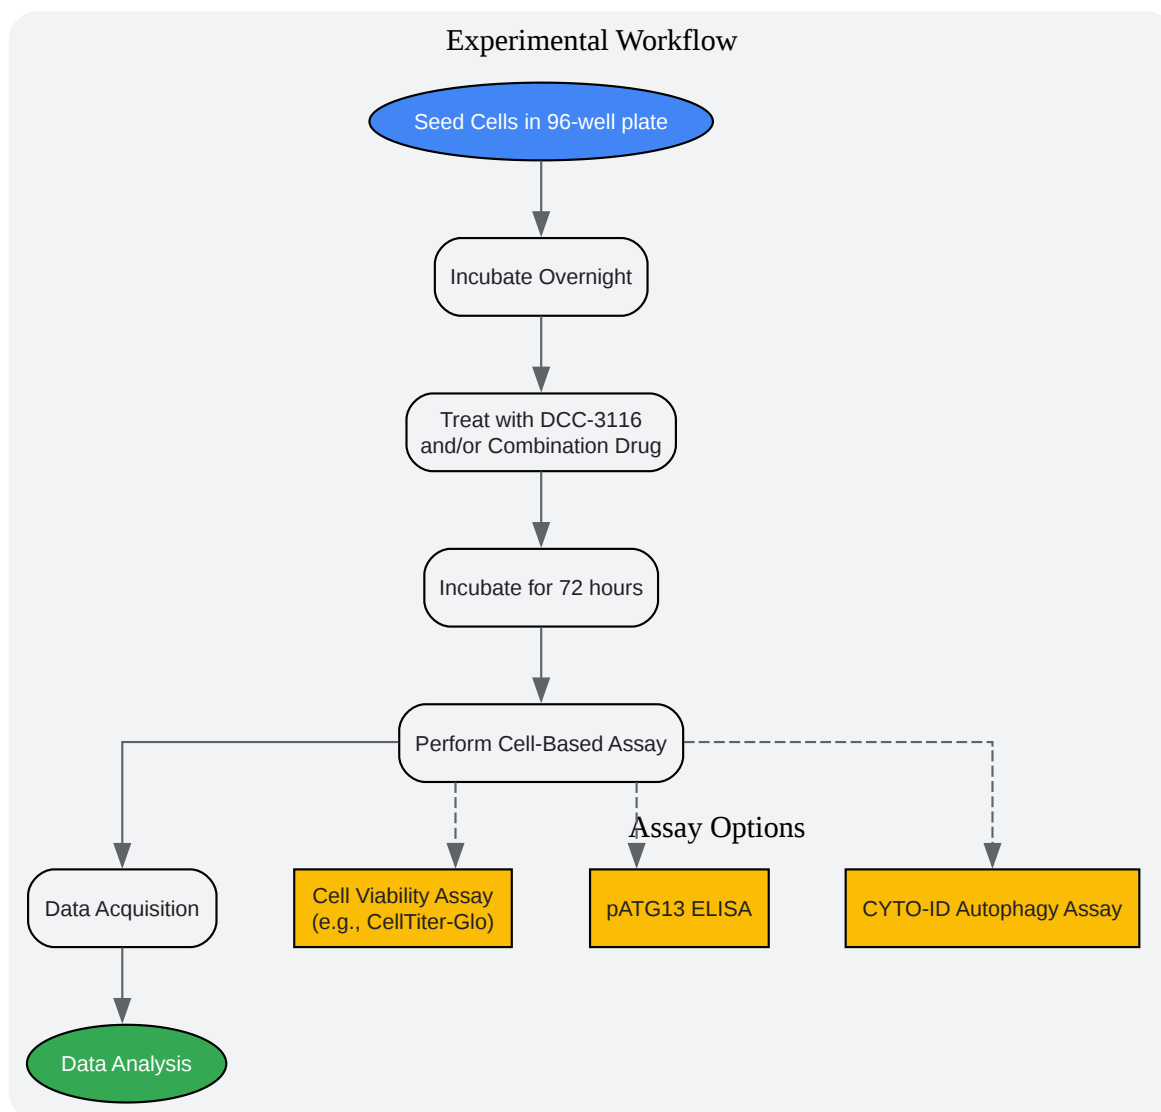 Experimental Workflow
Seed Cells in 96-well plate
Incubate Overnight
Treat with DCC-3116
and/or Combination Drug
Incubate for 72 hours
Perform Cell-Based Assay
Assay Options
Data Acquisition
Cell Viability Assay
(e.g., CellTiter-Glo)
pATG13 ELISA
CYTO-ID Autophagy Assay
Data Analysis